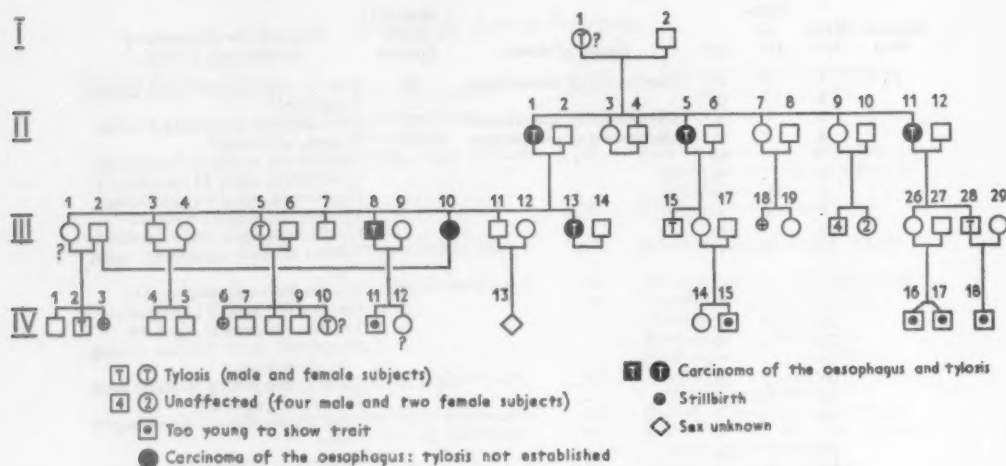 I
1 2
T ?
II
1 2 3 4 5 6 7 8 9 10 11 12
T T T
III
1 2 3 4 5 6 7 8 9 10 11 12 13 14 15 16 17 18 19 26 27 28 29
? T T T T 4 2 T
IV
1 2 3 4 5 6 7 9 10 11 12 13 14 15 16 17 18
T T ? ?
T T Tylosis (male and female subjects)
4 2 Unaffected (four male and two female subjects)
Too young to show trait
Carcinoma of the oesophagus: tylosis not established
T T Carcinoma of the oesophagus and tylosis
Stillbirth
Sex unknown